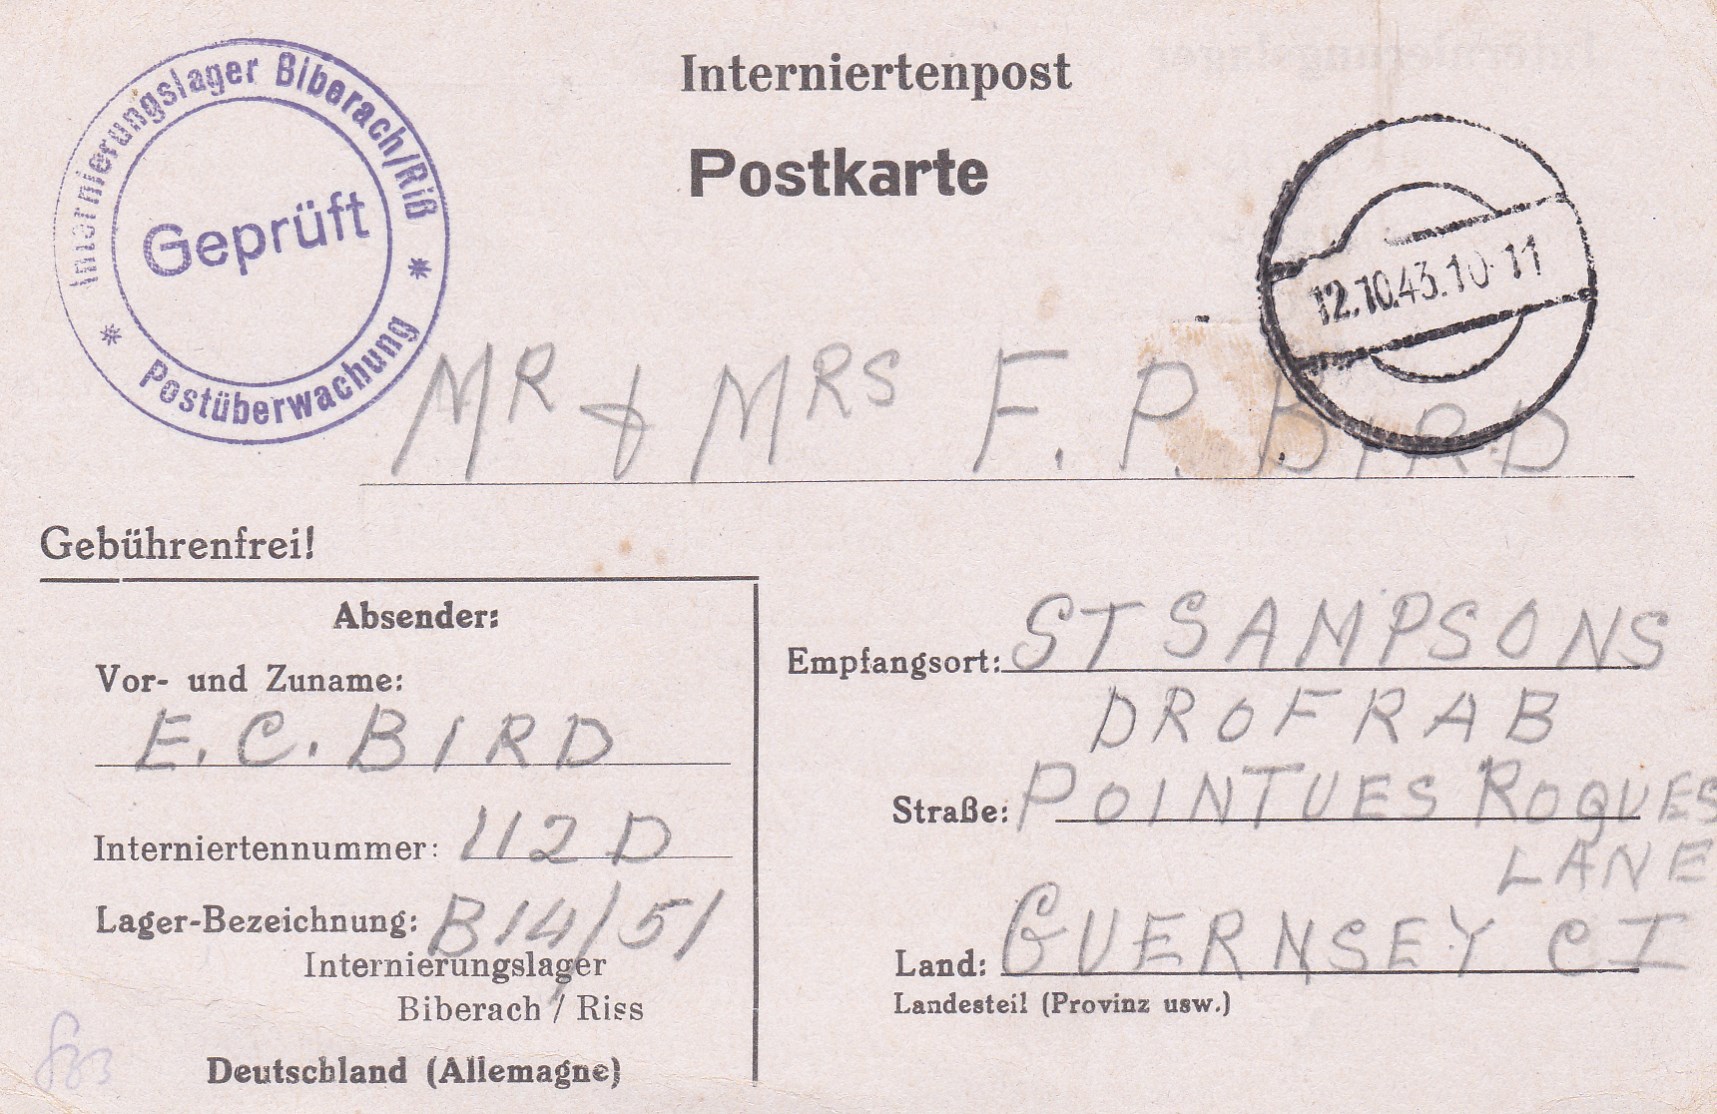 Interniertenpost
Postkarte
Internierungslager Biberach/Riß
Geprüft
* Postüberwachung *
12.10.43.10-11
MR & MRS F. P. BIRD
Gebührenfrei!
Absender:
Vor- und Zuname:
E. C. BIRD
Interniertennummer: 112 D
Lager-Bezeichnung: B14/51
Internierungslager
Biberach / Riss
Deutschland (Allemagne)
Empfangsort: ST SAMPSONS
DROFRAB
Straße: POINTUES ROQUES
LANE
Land: GUERNSEY C I
Landesteil (Provinz usw.)